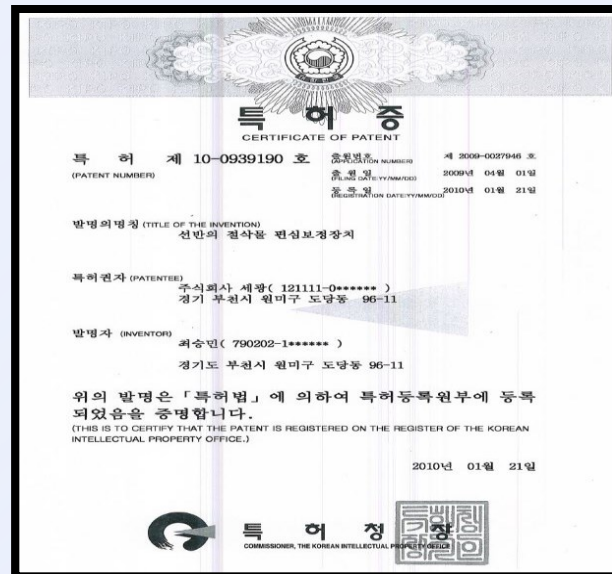 특 허 증
CERTIFICATE OF PATENT
특 허 제 10-0939190 호
(PATENT NUMBER)
출원번호 제 2009-0027946 호
(APPLICATION NUMBER)
출 원 일 2009년 04월 01일
(FILING DATE:YY/MM/DD)
등 록 일 2010년 01월 21일
(REGISTRATION DATE:YY/MM/DD)
발명의명칭 (TITLE OF THE INVENTION)
선반의 절삭물 편심보정장치
특허권자 (PATENTEE)
주식회사 세광( 121111-0****** )
경기 부천시 원미구 도당동 96-11
발명자 (INVENTOR)
최승민( 790202-1****** )
경기도 부천시 원미구 도당동 96-11
위의 발명은 「특허법」에 의하여 특허등록원부에 등록
되었음을 증명합니다.
(THIS IS TO CERTIFY THAT THE PATENT IS REGISTERED ON THE REGISTER OF THE KOREAN
INTELLECTUAL PROPERTY OFFICE.)
2010년 01월 21일
특 허 청 장
COMMISSIONER, THE KOREAN INTELLECTUAL PROPERTY OFFICE